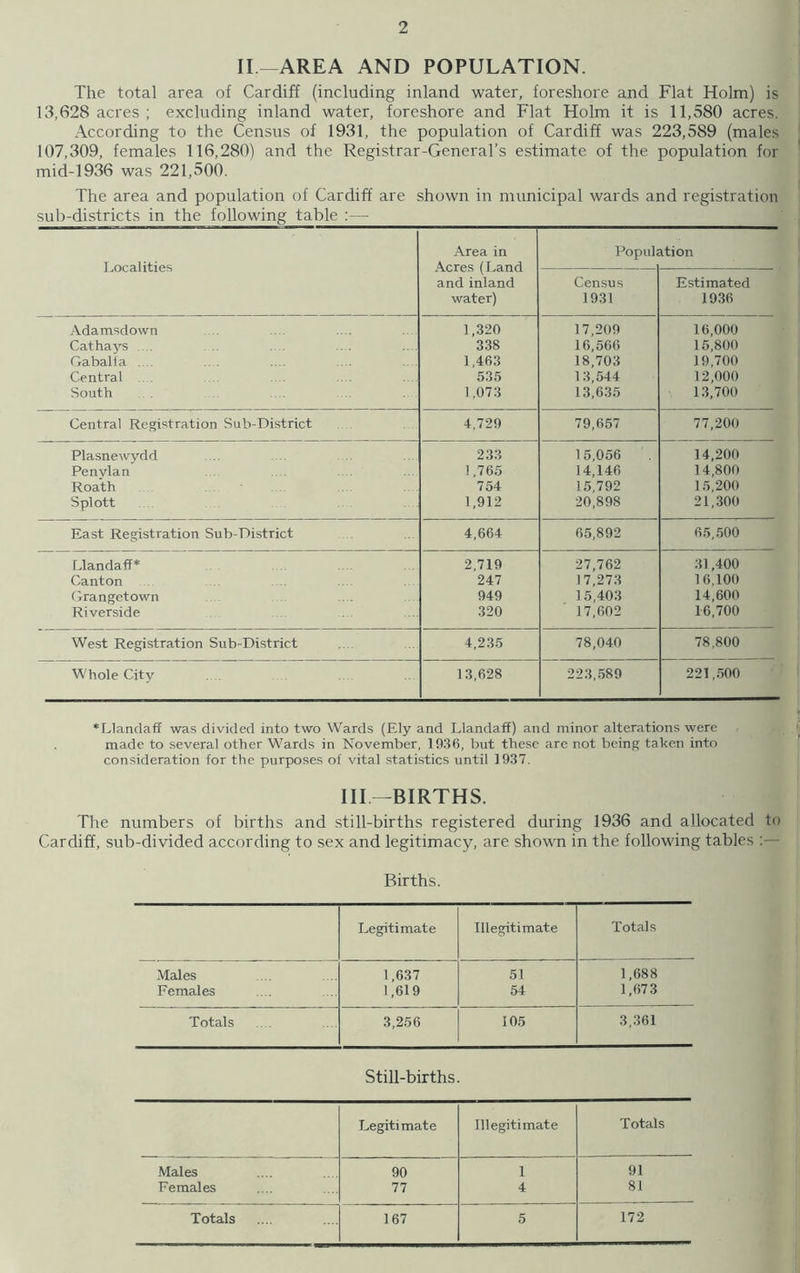 2
II.—AREA AND POPULATION.
The total area of Cardiff (including inland water, foreshore and Flat Holm) is
13,628 acres ; excluding inland water, foreshore and Flat Holm it is 11,580 acres.
According to the Census of 1931, the population of Cardiff was 223,589 (males
107,309, females 116,280) and the Registrar-General's estimate of the population for
mid-1936 was 221,500.
The area and population of Cardiff are shown in municipal wards and registration
sub-districts in the following table :—
Localities | Area in Acres (Land and inland water) | Population
Census 1931 | Estimated 1936
Adamsdown .... .... .... .... 1,320 17,209 16,000
Cathays .... .... .... .... .... 338 16,566 15,800
Gabalfa .... .... .... .... .... 1,463 18,703 19,700
Central .... .... .... .... .... 535 13,544 12,000
South .... .... .... .... .... 1,073 13,635 13,700
Central Registration Sub-District .... .... 4,729 79,657 77,200
Plasnewydd .... .... .... .... 233 15,056 14,200
Penylan .... .... .... .... 1,765 14,146 14,800
Roath .... .... .... .... .... 754 15,792 15,200
Splott .... .... .... .... .... 1,912 20,898 21,300
East Registration Sub-District .... .... 4,664 65,892 65,500
Llandaff* .... .... .... .... 2,719 27,762 31,400
Canton .... .... .... .... .... 247 17,273 16,100
Grangetown .... .... .... .... 949 15,403 14,600
Riverside .... .... .... .... 320 17,602 16,700
West Registration Sub-District .... .... 4,235 78,040 78,800
Whole City .... .... .... .... 13,628 223,589 221,500
*Llandaff was divided into two Wards (Ely and Llandaff) and minor alterations were
made to several other Wards in November, 1936, but these are not being taken into
consideration for the purposes of vital statistics until 1937.
III.—BIRTHS.
The numbers of births and still-births registered during 1936 and allocated to
Cardiff, sub-divided according to sex and legitimacy, are shown in the following tables :—
Births.
Legitimate Illegitimate Totals
Males .... .... 1,637 51 1,688
Females .... .... 1,619 54 1,673
Totals .... .... 3,256 105 3,361
Still-births.
Legitimate Illegitimate Totals
Males .... .... 90 1 91
Females .... .... 77 4 81
Totals .... .... 167 5 172